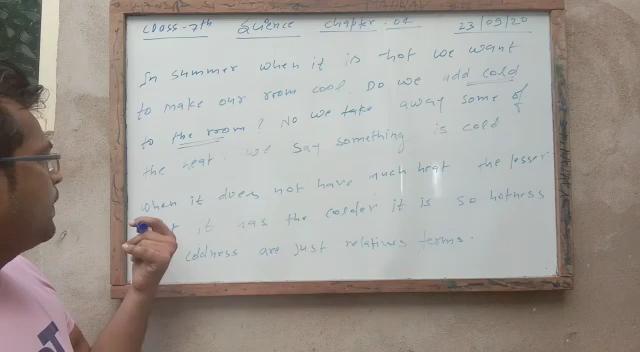 Class-7th Science Chapter-04 23/09/20
In summer when it is hot we want
to make our room cool. Do we add cold
to the room? No we take away some of
the heat. we say something is cold
when it does not have much heat the lesser
it has the colder it is so hotness
coldness are just relatives terms.